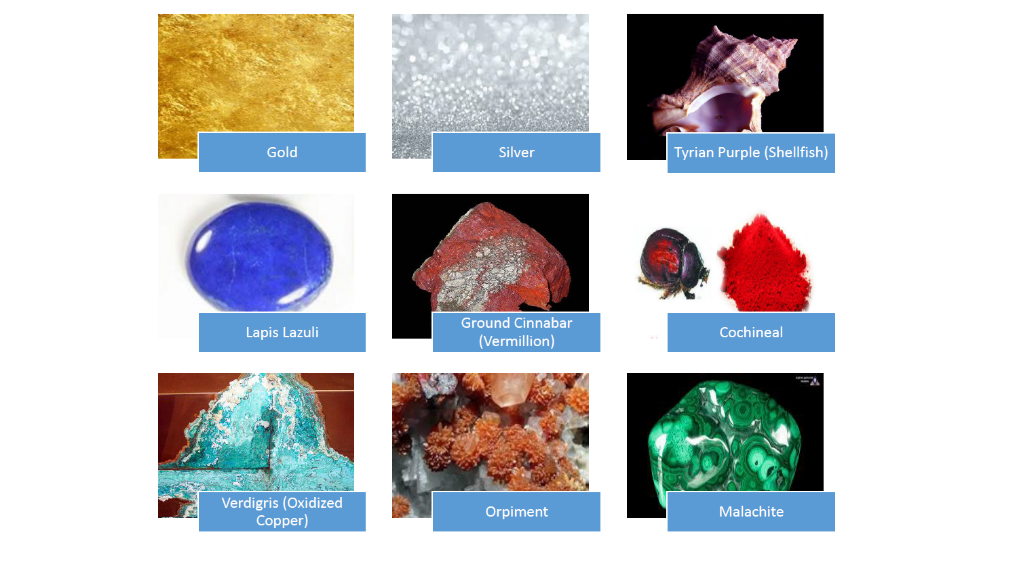 Gold
Silver
Tyrian Purple (Shellfish)
Lapis Lazuli
Ground Cinnabar
(Vermillion)
Cochineal
Verdigris (Oxidized
Copper)
Orpiment
Malachite